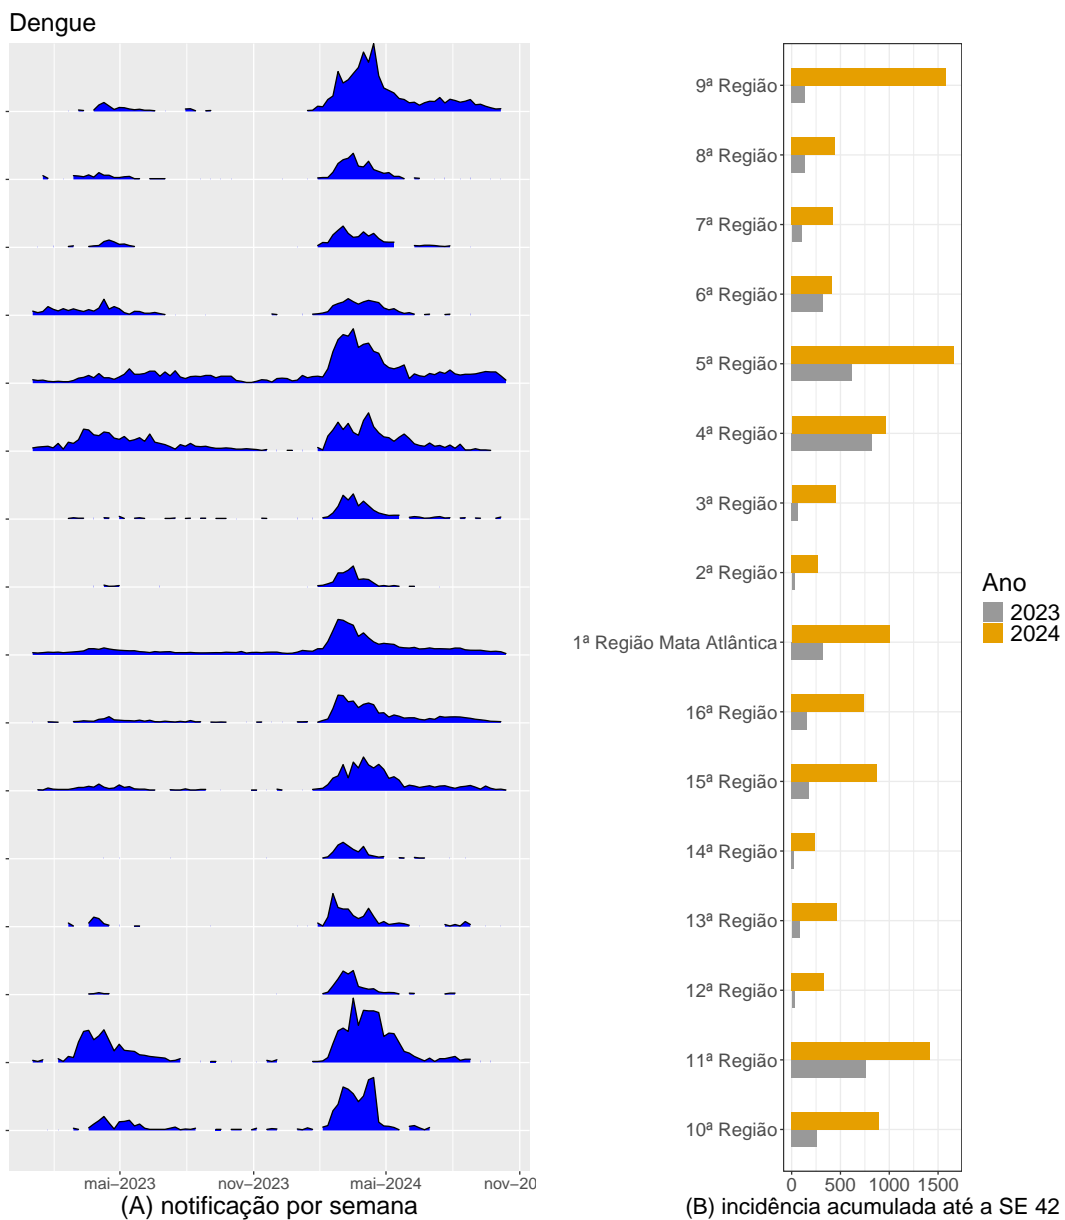 Dengue
9ª Região
8ª Região
7ª Região
6ª Região
5ª Região
4ª Região
3ª Região
2ª Região
1ª Região Mata Atlântica
16ª Região
15ª Região
14ª Região
13ª Região
12ª Região
11ª Região
10ª Região
Ano
2023
2024
mai–2023 nov–2023 mai–2024 nov–20
(A) notificação por semana
0 500 1000 1500
(B) incidência acumulada até a SE 42